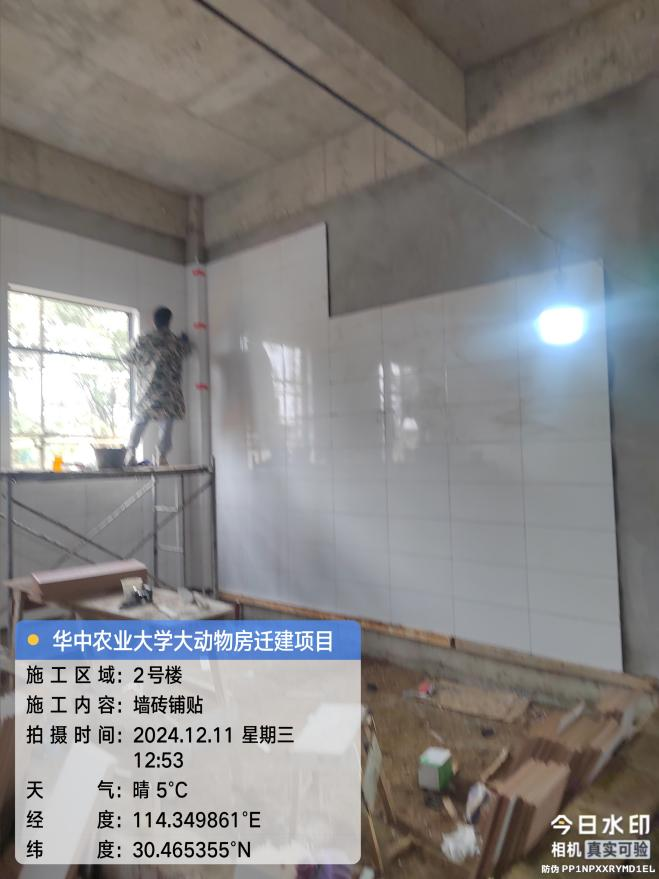 华中农业大学大动物房迁建项目
施工区域：2号楼
施工内容：墙砖铺贴
拍摄时间：2024.12.11 星期三
12:53
天气：晴 5℃
经度：114.349861°E
纬度：30.465355°N
今日水印
相机 真实可验
防伪 PP1NPXXRYMD1EL